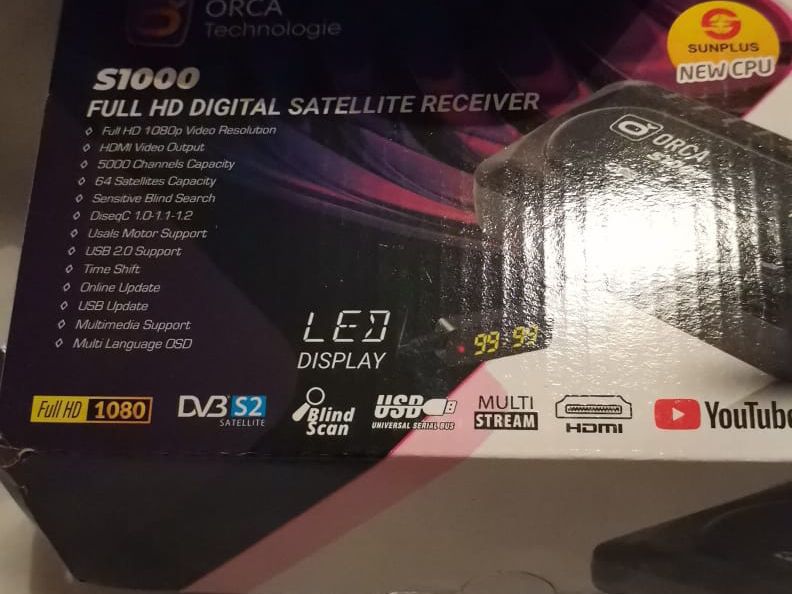 ORCA
Technologie
SUNPLUS
NEW CPU
S1000
FULL HD DIGITAL SATELLITE RECEIVER
Full HD 1080p Video Resolution
HDMI Video Output
5000 Channels Capacity
64 Satellites Capacity
Sensitive Blind Search
DiseqC 1.0-1.1-1.2
Usals Motor Support
USB 2.0 Support
Time Shift
Online Update
USB Update
Multimedia Support
Multi Language OSD
ORCA
LED
DISPLAY
99:99
Full HD 1080
DVB S2
SATELLITE
Blind
Scan
USB
UNIVERSAL SERIAL BUS
MULTI
STREAM
HDMI
YouTube